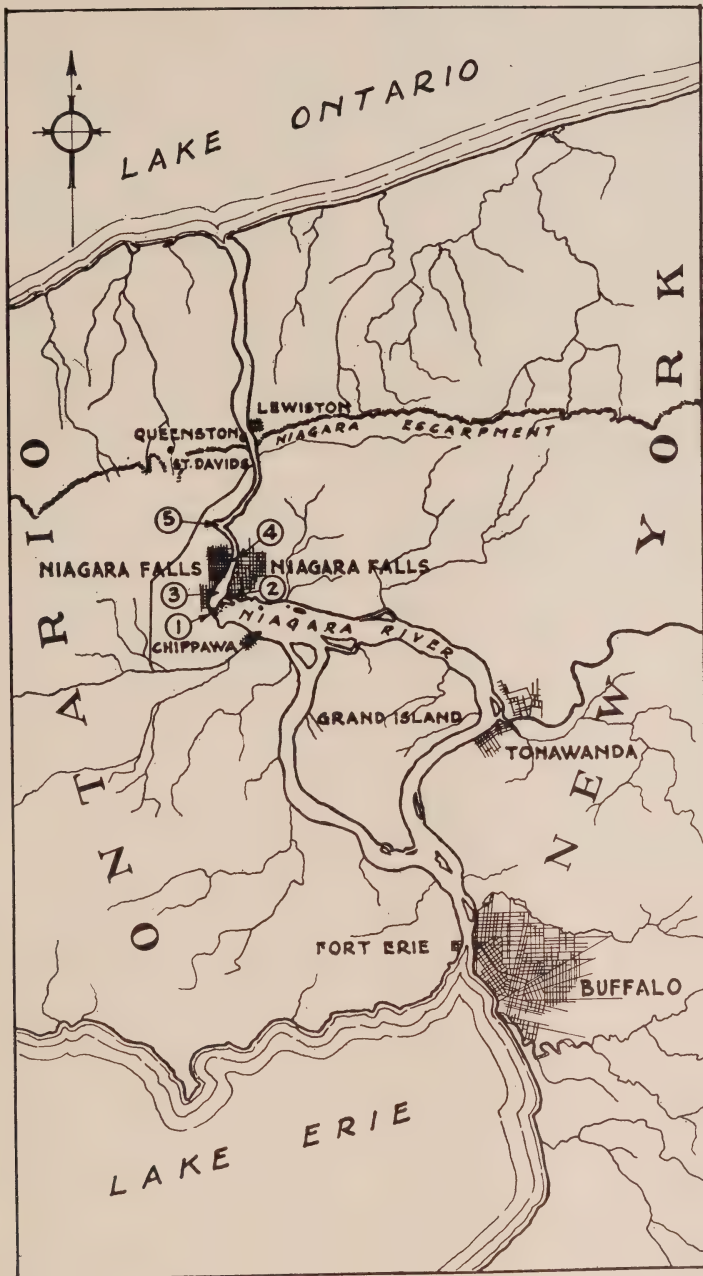 LAKE ONTARIO
LEWISTON
QUEENSTON
NIAGARA ESCARPMENT
ST. DAVIDS
5
4
NIAGARA FALLS
NIAGARA FALLS
3
2
1
NIAGARA RIVER
CHIPPAWA
GRAND ISLAND
TONAWANDA
ONTARIO
NEW YORK
FORT ERIE
BUFFALO
LAKE ERIE